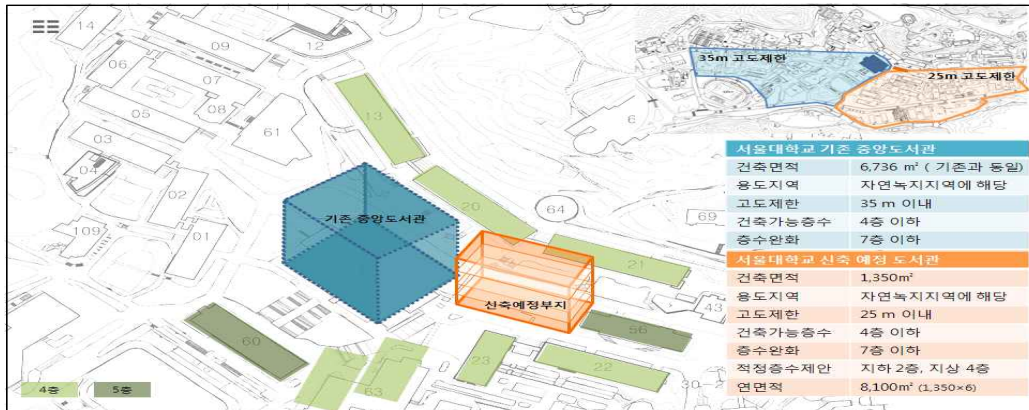 14
09
12
06
07
05
08
13
61
03
04
02
20
64
69
109
01
기존 중앙도서관
21
신축예정부지
43
60
56
23
22
63
30-2
4층
5층
6
35m 고도제한
25m 고도제한
서울대학교 기존 중앙도서관
건축면적 6,736 ㎡ ( 기존과 동일)
용도지역 자연녹지지역에 해당
고도제한 35 m 이내
건축가능층수 4층 이하
층수완화 7층 이하
서울대학교 신축 예정 도서관
건축면적 1,350㎡
용도지역 자연녹지지역에 해당
고도제한 25 m 이내
건축가능층수 4층 이하
층수완화 7층 이하
적정층수제안 지하 2층, 지상 4층
연면적 8,100㎡ (1,350×6)